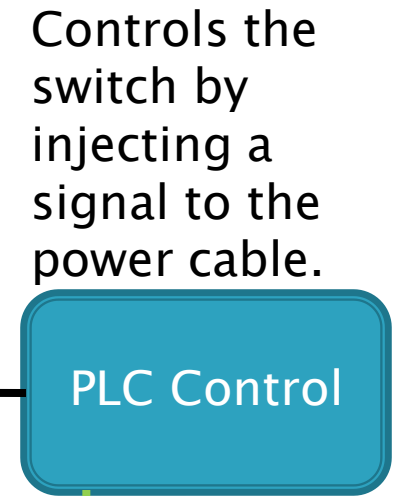 Controls the
switch by
injecting a
signal to the
power cable.
PLC Control